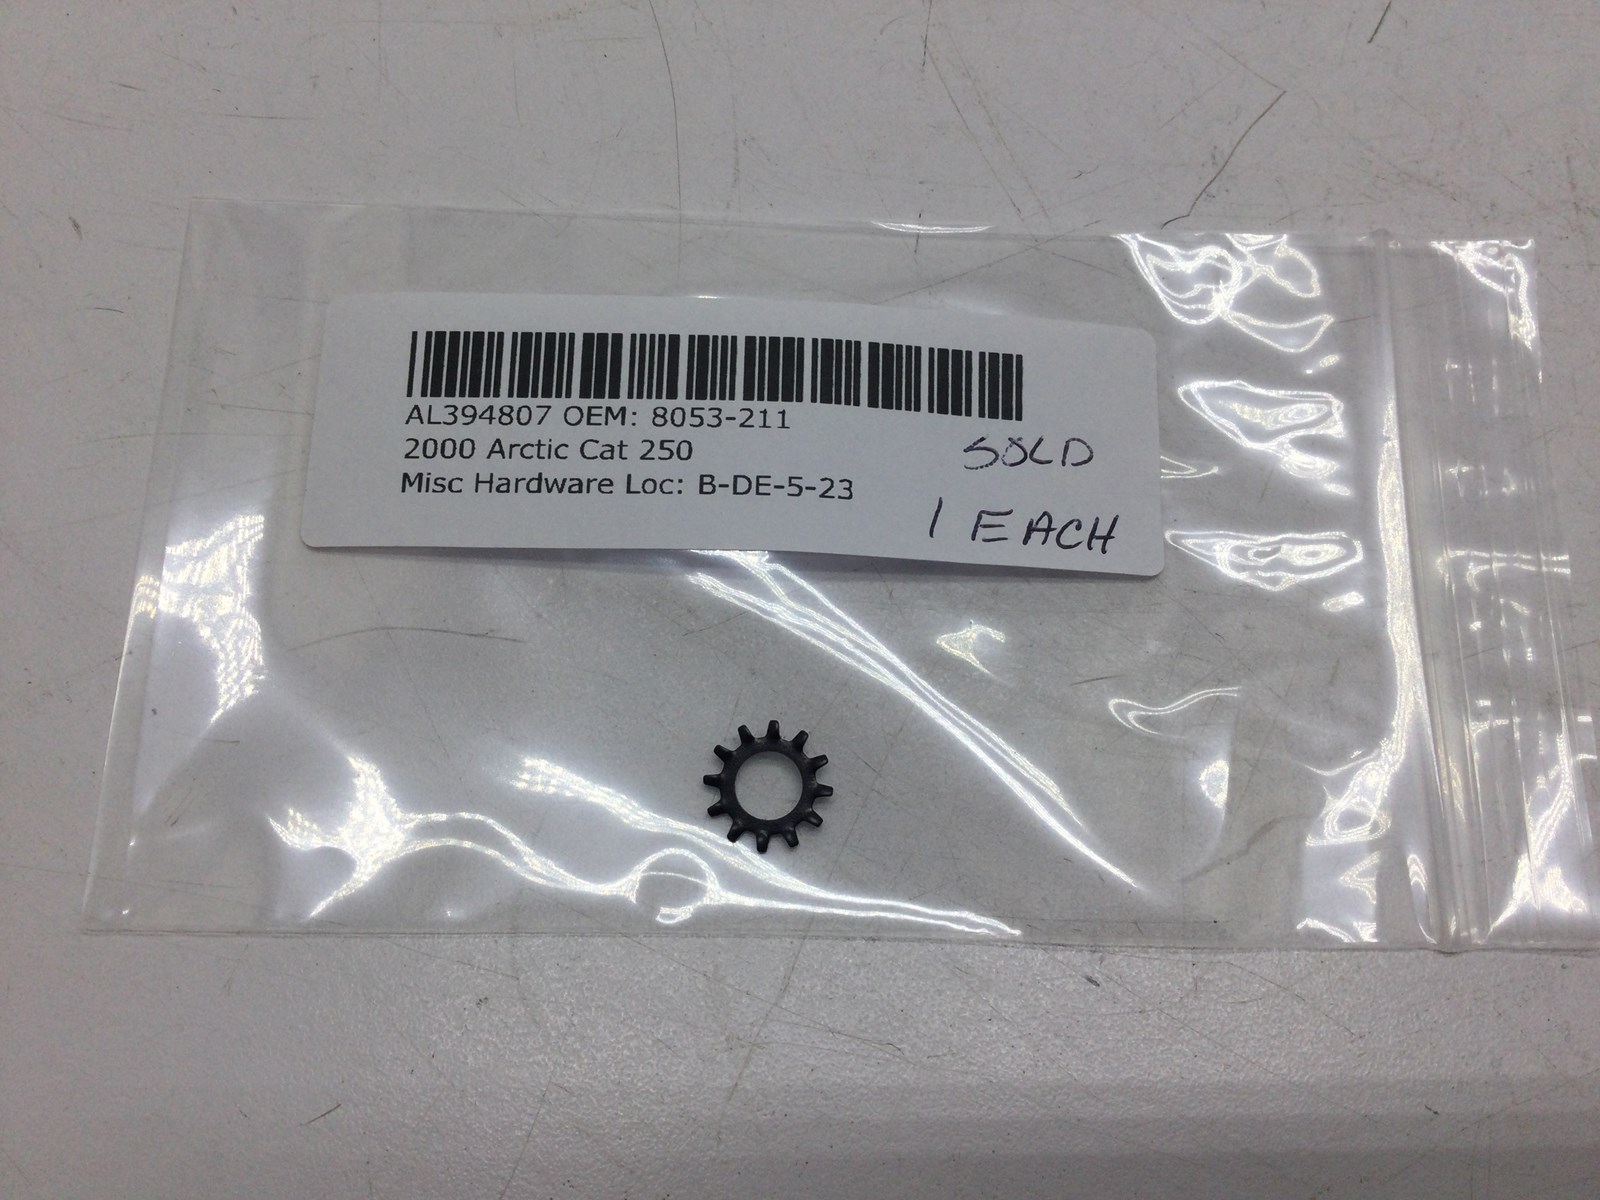 AL394807 OEM: 8053-211
2000 Arctic Cat 250
SOLD
Misc Hardware Loc: B-DE-5-23
1 EACH